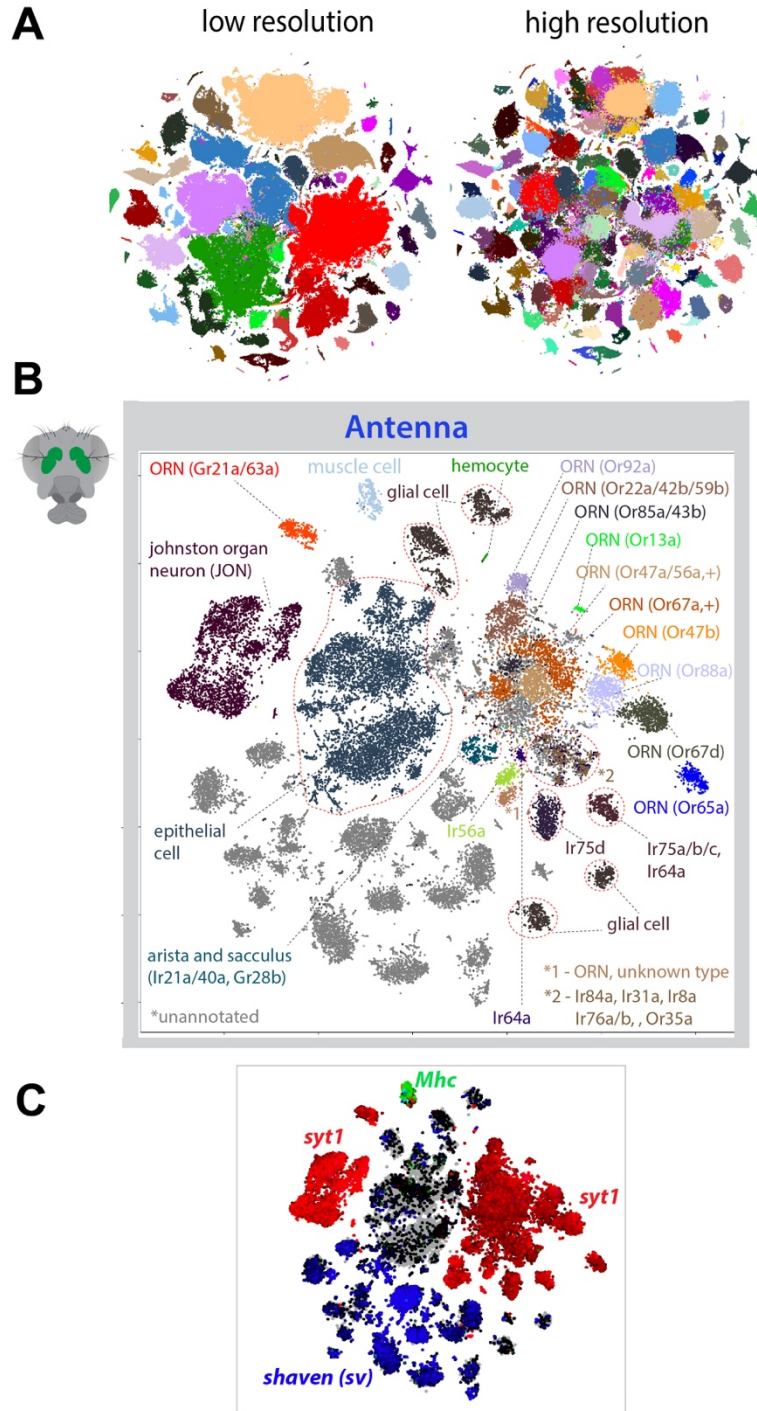 A
low resolution
high resolution
B
Antenna
ORN (Gr21a/63a)
muscle cell
hemocyte
glial cell
ORN (Or92a)
ORN (Or22a/42b/59b)
ORN (Or85a/43b)
ORN (Or13a)
ORN (Or47a/56a,+)
ORN (Or67a,+)
ORN (Or47b)
ORN (Or88a)
ORN (Or67d)
ORN (Or65a)
johnston organ
neuron (JON)
*2
*1
Ir56a
Ir75d
Ir75a/b/c,
Ir64a
epithelial
cell
glial cell
arista and sacculus
(Ir21a/40a, Gr28b)
*unannotated
Ir64a
*1 - ORN, unknown type
*2 - Ir84a, Ir31a, Ir8a
Ir76a/b, , Or35a
C
Mhc
syt1
syt1
shaven (sv)